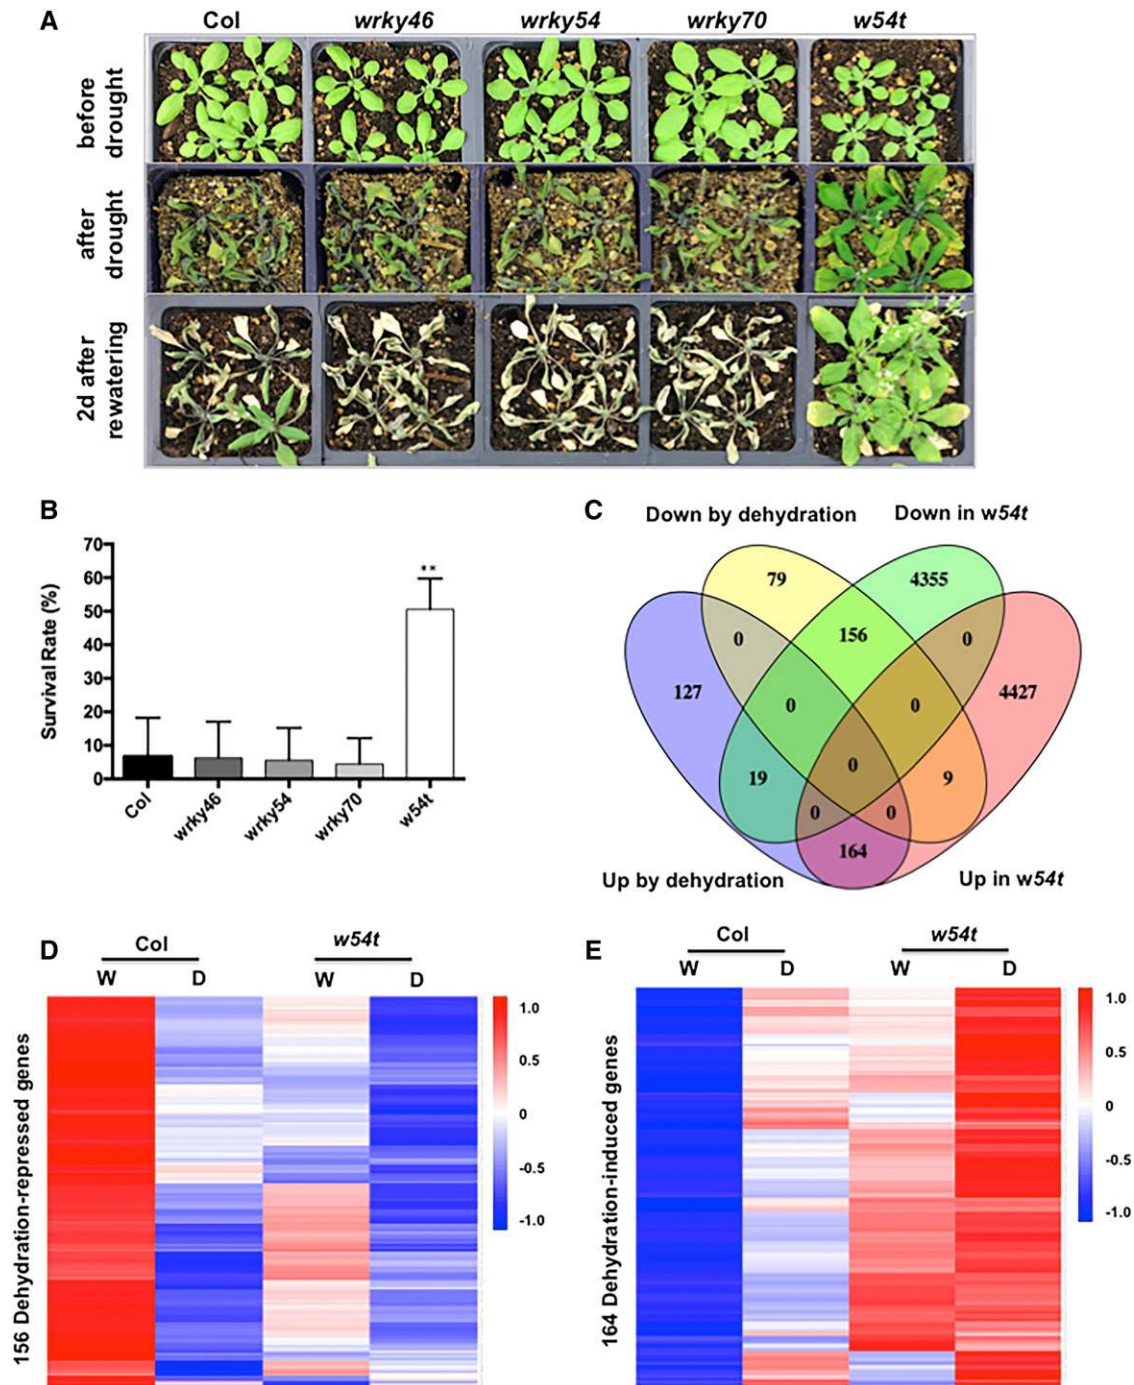 A
Col wrky46 wrky54 wrky70 w54t
before
drought
after
drought
2d after
rewatering
B
Survival Rate (%)
70
60
50
40
30
20
10
0
**
Col
wrky46
wrky54
wrky70
w54t
C
Down by dehydration Down in w54t
79 4355
0 156 0
127 4427
0 0
0
19 9
0 0
164
Up by dehydration Up in w54t
D
Col w54t
W D W D
156 Dehydration-repressed genes
1.0
0.5
0
-0.5
-1.0
E
Col w54t
W D W D
164 Dehydration-induced genes
1.0
0.5
0
-0.5
-1.0